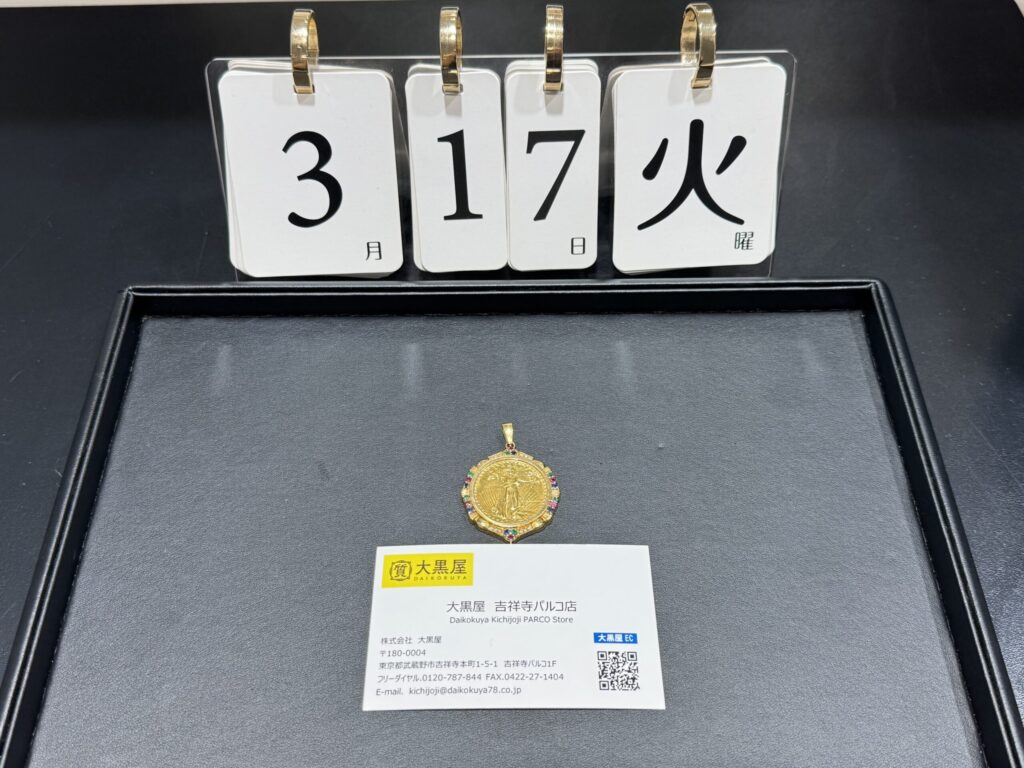 3月 17日 火曜
質 大黒屋
DAIKOKUYA
大黒屋 吉祥寺パルコ店
Daikokuya Kichijoji PARCO Store
株式会社 大黒屋
〒180-0004
東京都武蔵野市吉祥寺本町1-5-1 吉祥寺パルコ1F
フリーダイヤル.0120-787-844 FAX.0422-27-1404
E-mail. kichijoji@daikokuya78.co.jp
大黒屋 EC